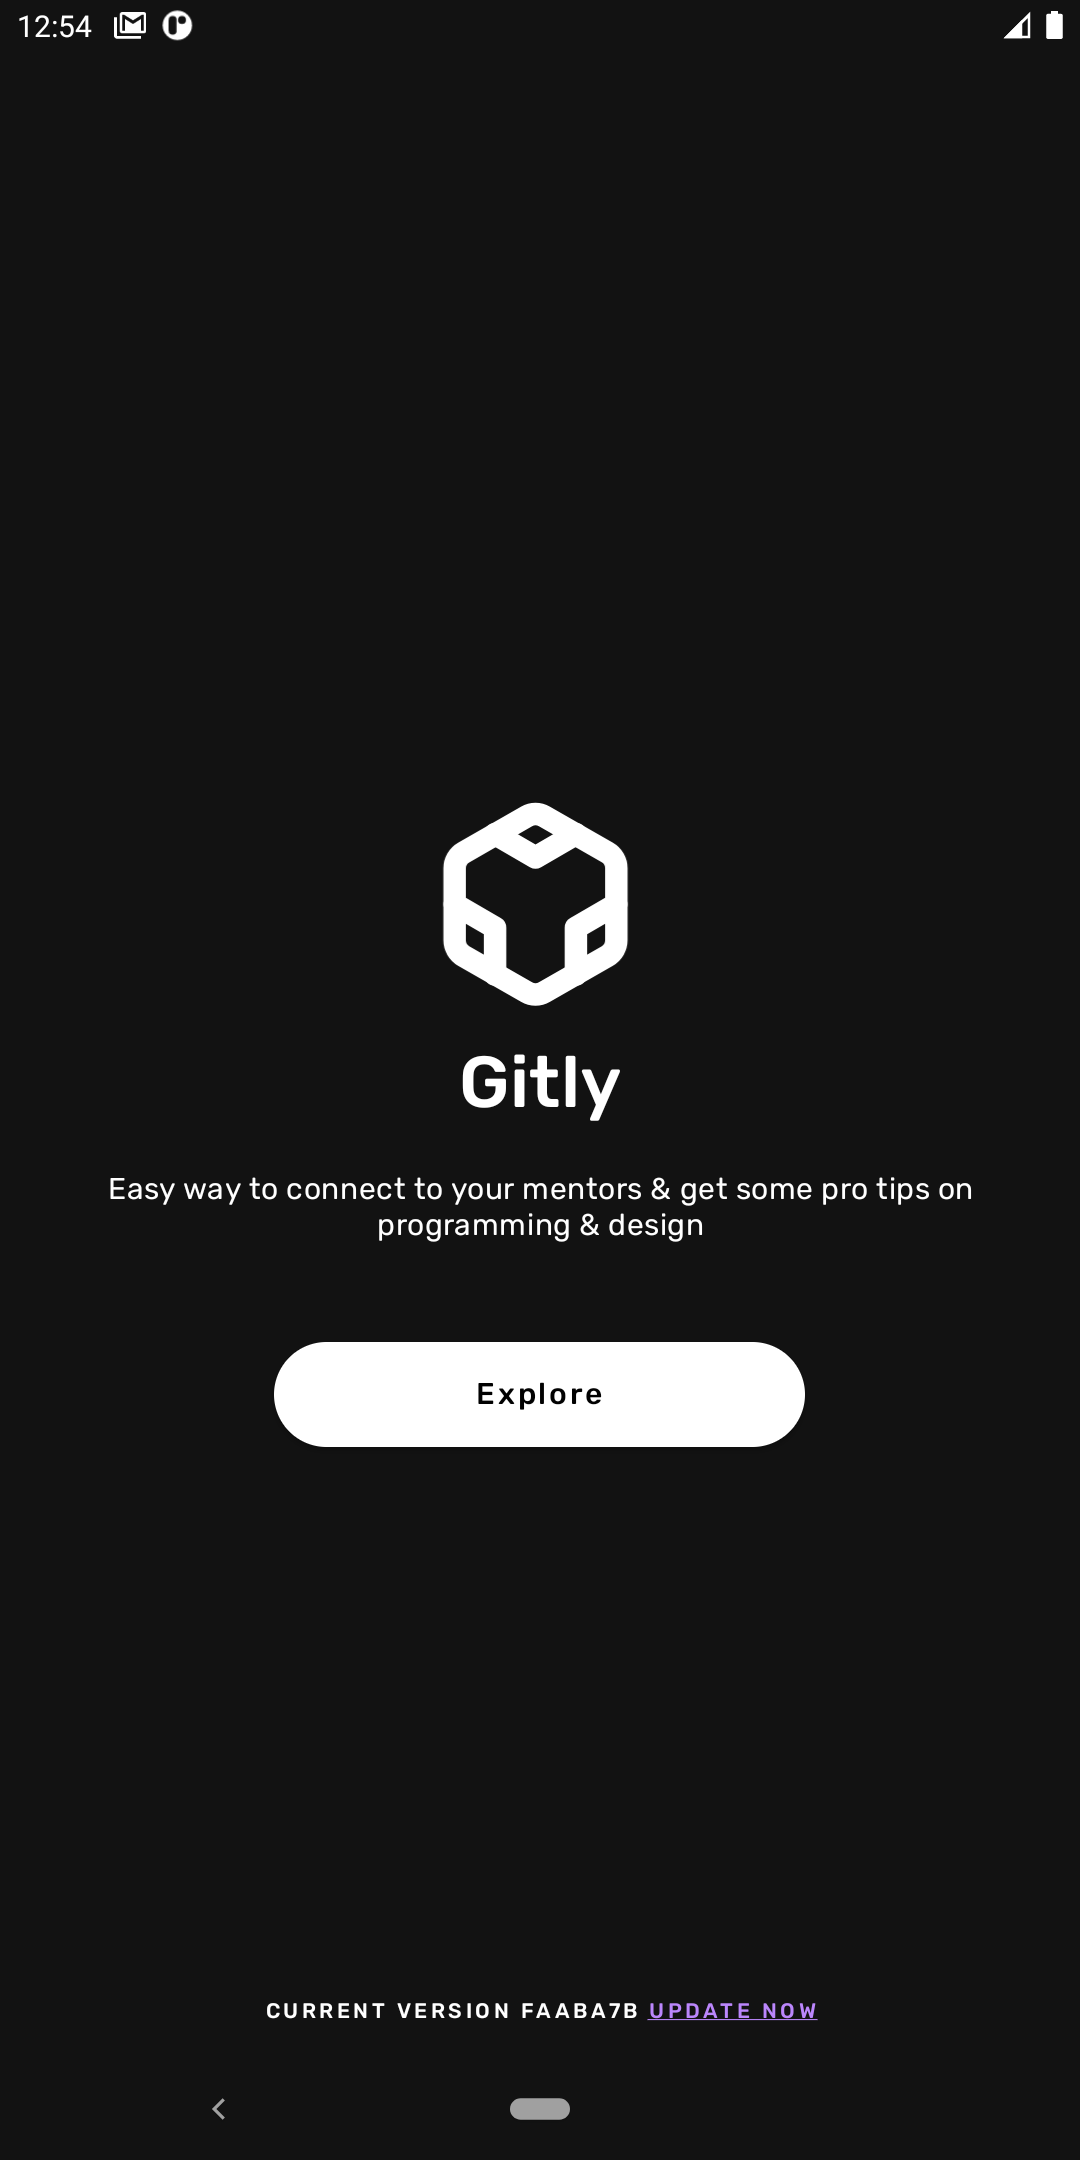 12:54
Gitly
Easy way to connect to your mentors & get some pro tips on
programming & design
Explore
CURRENT VERSION FAABA7B UPDATE NOW